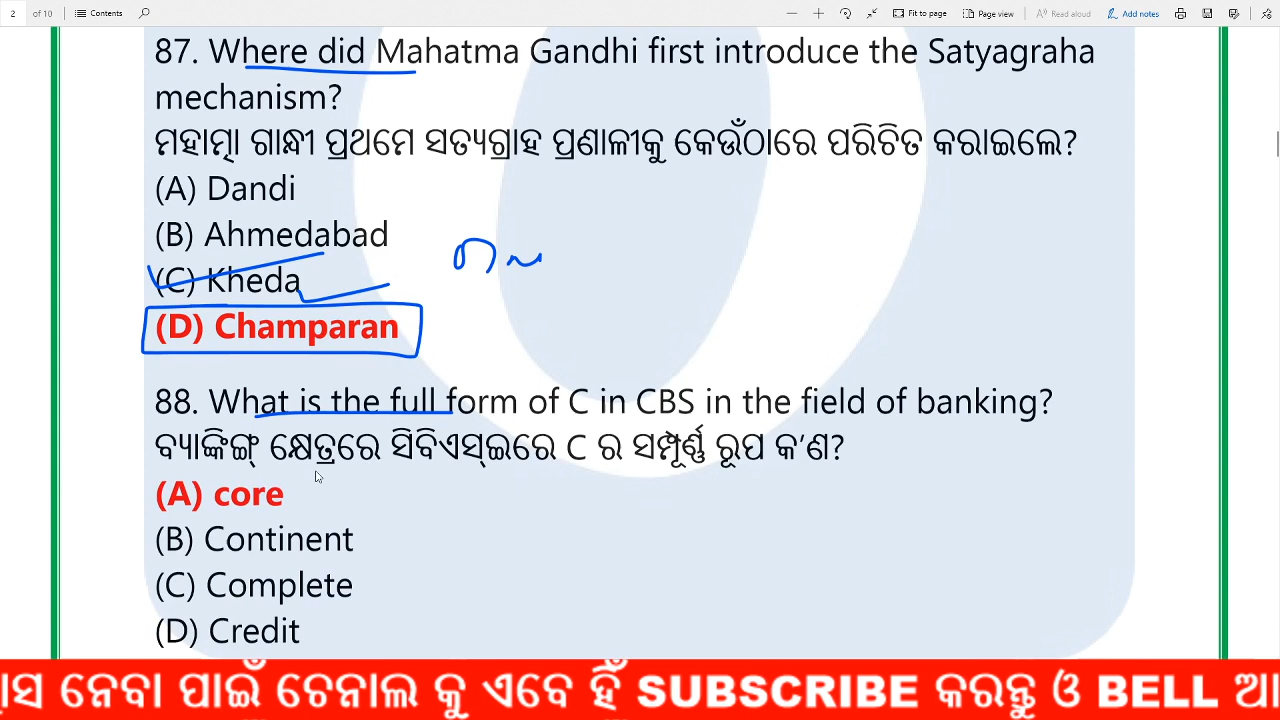 2 of 10 Contents Fit to page Page view Read aloud Add notes
87. Where did Mahatma Gandhi first introduce the Satyagraha
mechanism?
ମହାତ୍ମା ଗାନ୍ଧୀ ପ୍ରଥମେ ସତ୍ୟଗ୍ରାହ ପ୍ରଣାଳୀକୁ କେଉଁଠାରେ ପରିଚିତ କରାଇଲେ?
(A) Dandi
(B) Ahmedabad
(C) Kheda
(D) Champaran
88. What is the full form of C in CBS in the field of banking?
ବ୍ୟାଙ୍କିଙ୍ଗ୍ କ୍ଷେତ୍ରରେ ସିବିଏସ୍ଇରେ C ର ସମ୍ପୂର୍ଣ୍ଣ ରୂପ କ’ଣ?
(A) core
(B) Continent
(C) Complete
(D) Credit
ନେବା ପାଇଁ ଚେନାଲ କୁ ଏବେ ହିଁ SUBSCRIBE କରନ୍ତୁ ଓ BELL